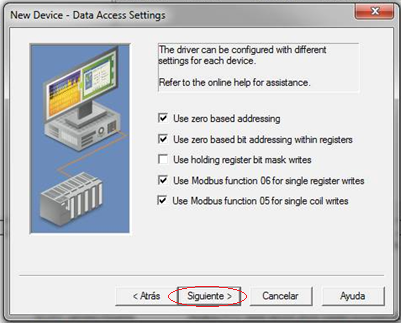 New Device - Data Access Settings
The driver can be configured with different
settings for each device.
Refer to the online help for assistance.
Use zero based addressing
Use zero based bit addressing within registers
Use holding register bit mask writes
Use Modbus function 06 for single register writes
Use Modbus function 05 for single coil writes
< Atrás
Siguiente >
Cancelar
Ayuda